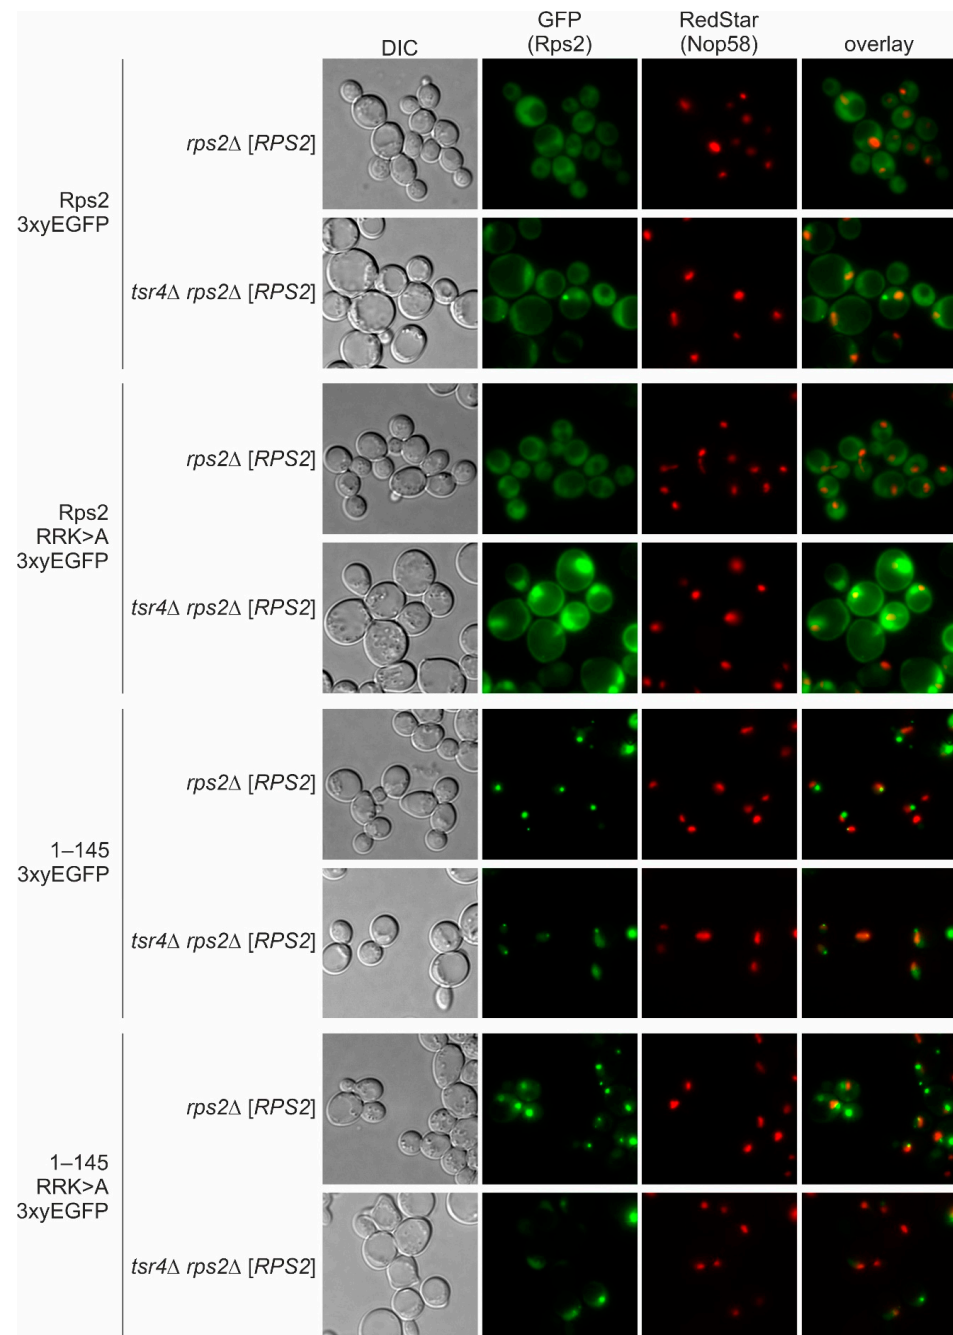 DIC
GFP
(Rps2)
RedStar
(Nop58)
overlay
Rps2
3xyEGFP
rps2Δ [RPS2]
tsr4Δ rps2Δ [RPS2]
Rps2
RRK>A
3xyEGFP
rps2Δ [RPS2]
tsr4Δ rps2Δ [RPS2]
1–145
3xyEGFP
rps2Δ [RPS2]
tsr4Δ rps2Δ [RPS2]
1–145
RRK>A
3xyEGFP
rps2Δ [RPS2]
tsr4Δ rps2Δ [RPS2]